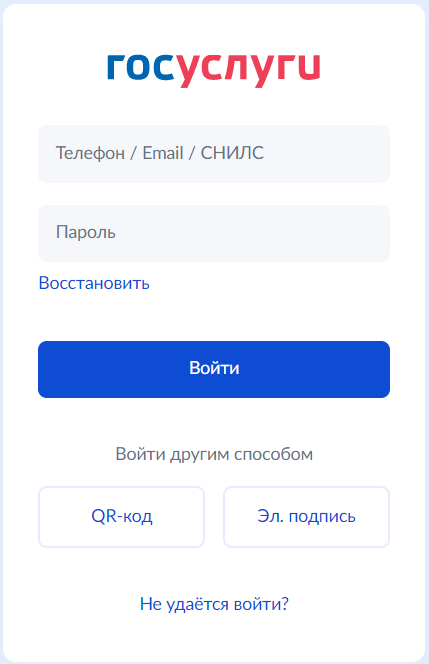 госуслуги
Телефон / Email / СНИЛС
Пароль
Восстановить
Войти
Войти другим способом
QR-код
Эл. подпись
Не удаётся войти?